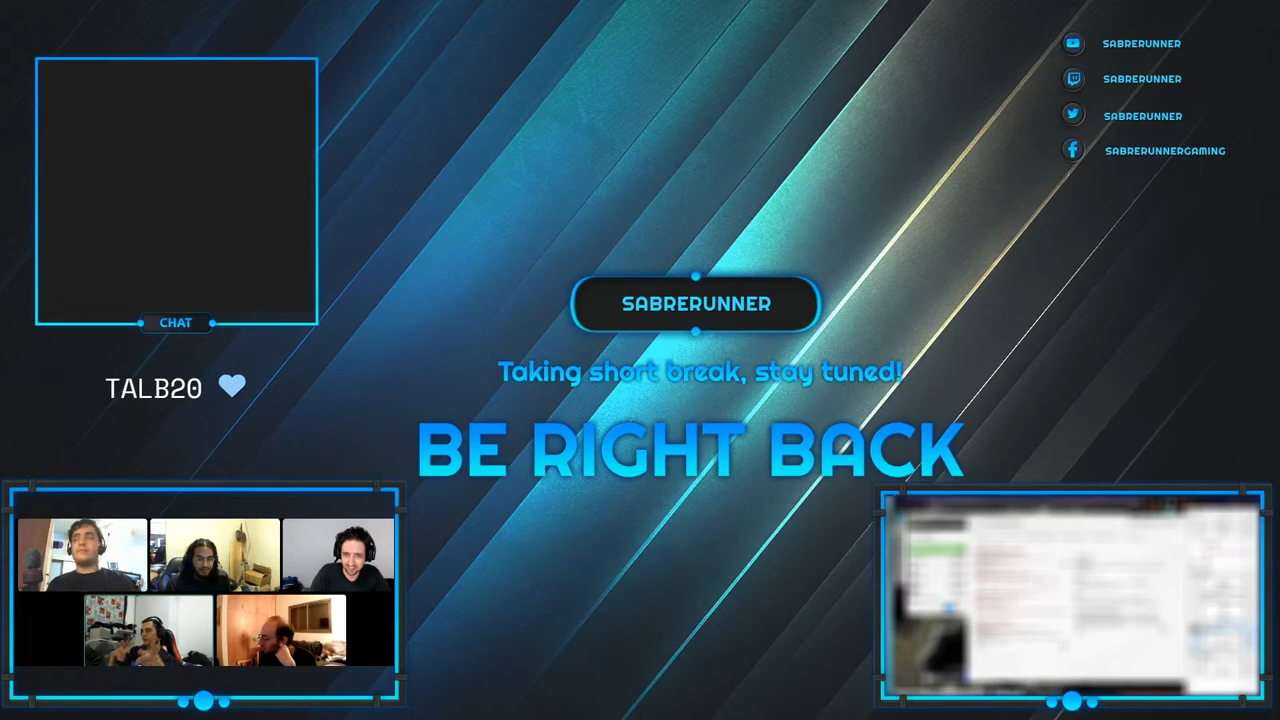 SABRERUNNER
SABRERUNNER
SABRERUNNER
SABRERUNNERGAMING
CHAT
TALB20
SABRERUNNER
Taking short break, stay tuned!
BE RIGHT BACK